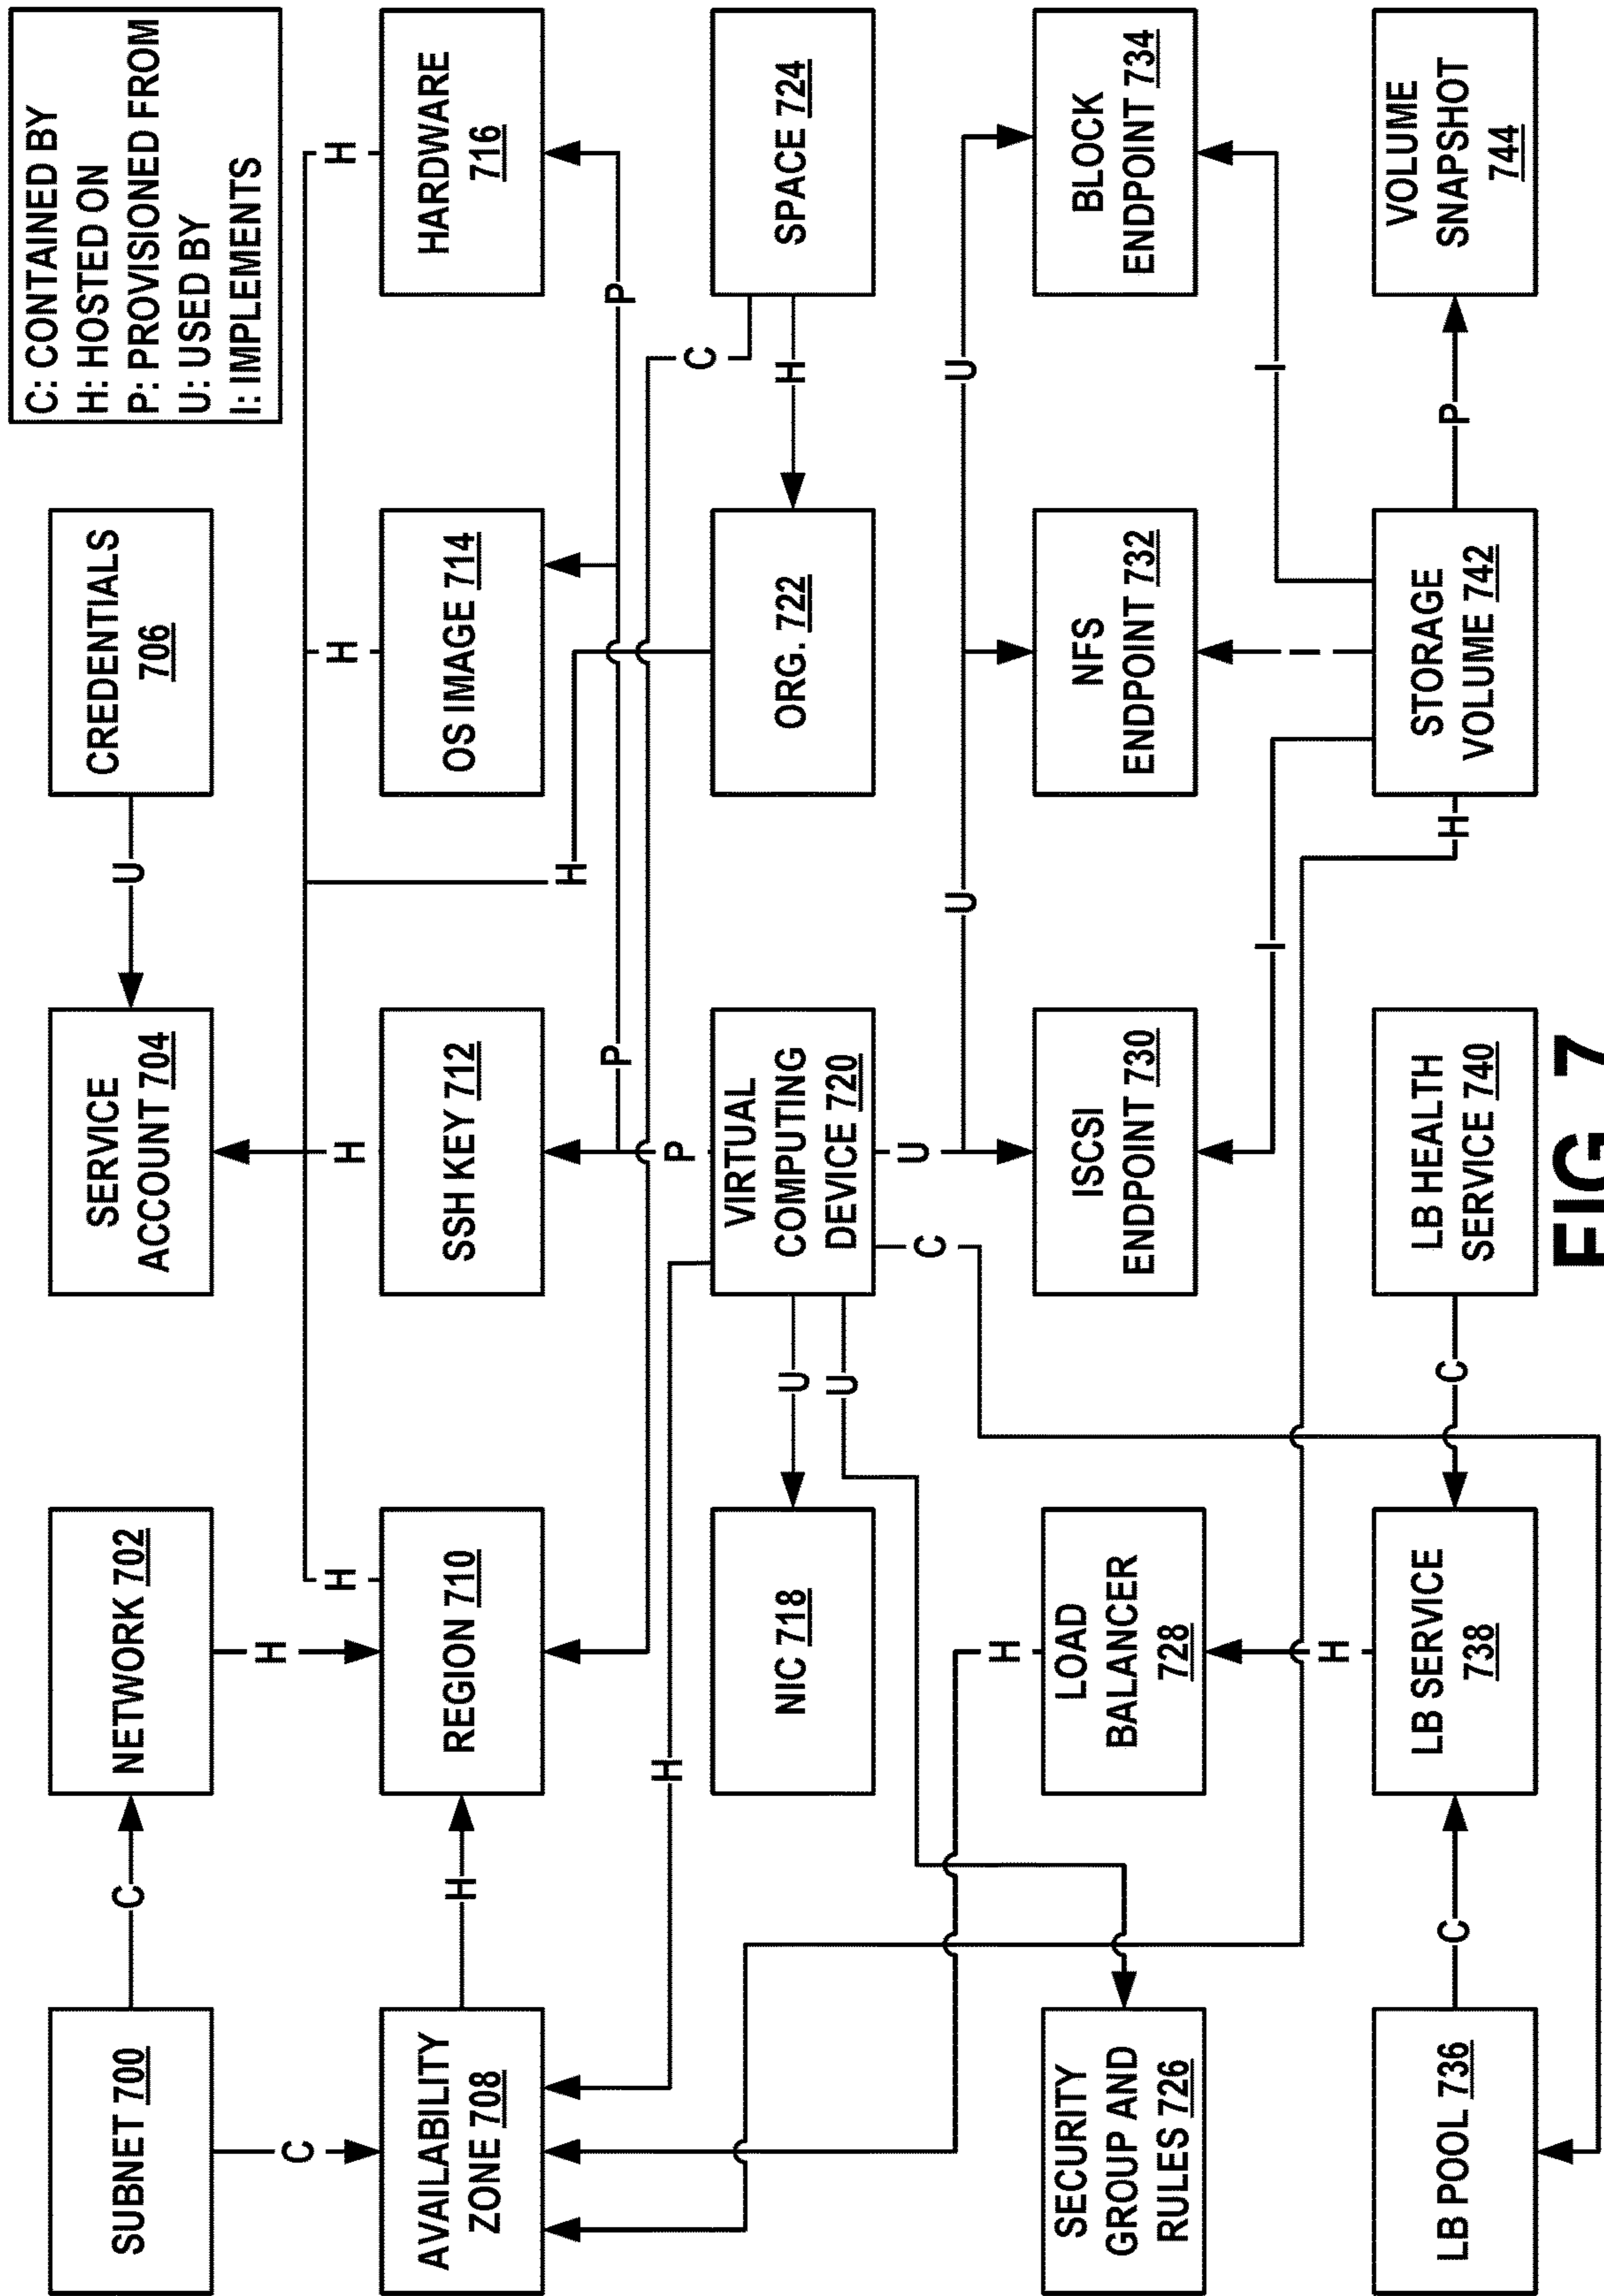 C: CONTAINED BY
H: HOSTED ON
P: PROVISIONED FROM
U: USED BY
I: IMPLEMENTS
SUBNET 700
C
NETWORK 702
SERVICE
ACCOUNT 704
U
CREDENTIALS
706
C
H
H
H
H
H
AVAILABILITY
ZONE 708
H
REGION 710
SSH KEY 712
OS IMAGE 714
HARDWARE
716
H
P
H
P
P
C
NIC 718
U
U
VIRTUAL
COMPUTING
DEVICE 720
ORG. 722
H
SPACE 724
H
C
U
U
U
SECURITY
GROUP AND
RULES 726
LOAD
BALANCER
728
ISCSI
ENDPOINT 730
NFS
ENDPOINT 732
BLOCK
ENDPOINT 734
H
I
I
I
H
LB POOL 736
C
LB SERVICE
738
C
LB HEALTH
SERVICE 740
STORAGE
VOLUME 742
P
VOLUME
SNAPSHOT
744
FIG. 7